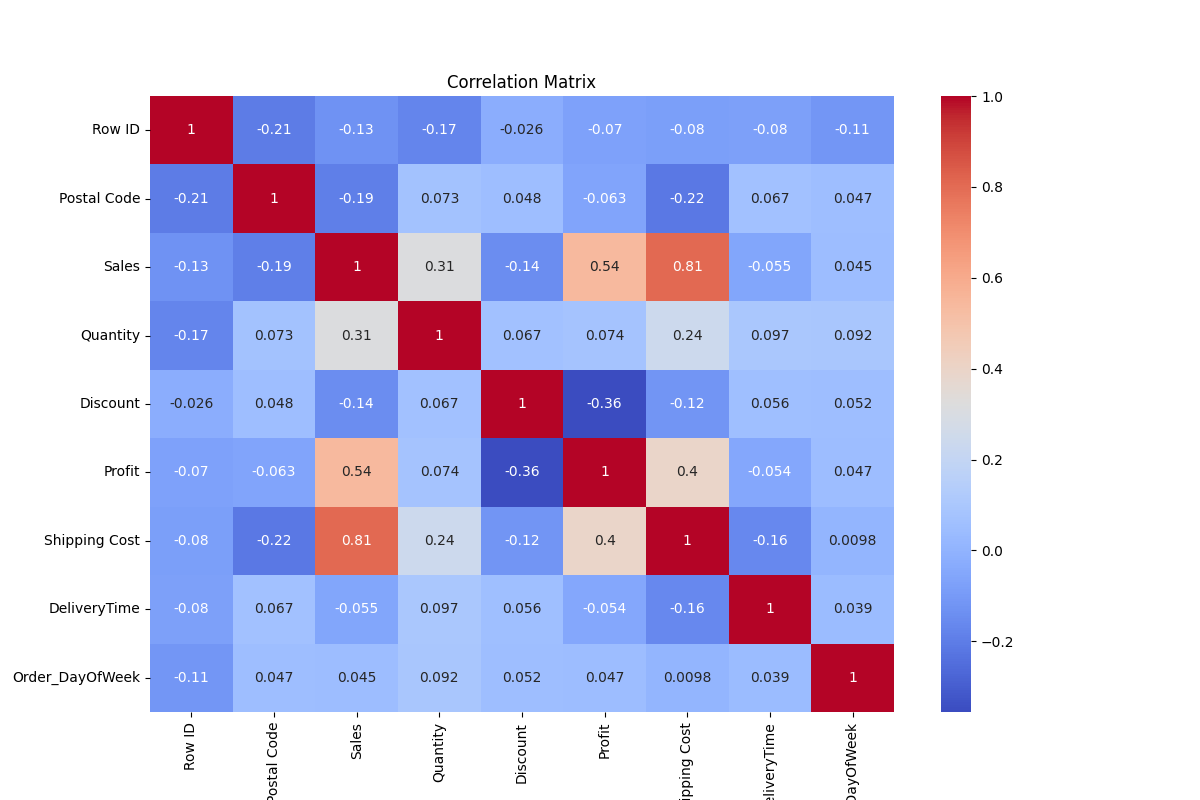 Correlation Matrix
Row ID 1 -0.21 -0.13 -0.17 -0.026 -0.07 -0.08 -0.08 -0.11
Postal Code -0.21 1 -0.19 0.073 0.048 -0.063 -0.22 0.067 0.047
Sales -0.13 -0.19 1 0.31 -0.14 0.54 0.81 -0.055 0.045
Quantity -0.17 0.073 0.31 1 0.067 0.074 0.24 0.097 0.092
Discount -0.026 0.048 -0.14 0.067 1 -0.36 -0.12 0.056 0.052
Profit -0.07 -0.063 0.54 0.074 -0.36 1 0.4 -0.054 0.047
Shipping Cost -0.08 -0.22 0.81 0.24 -0.12 0.4 1 -0.16 0.0098
DeliveryTime -0.08 0.067 -0.055 0.097 0.056 -0.054 -0.16 1 0.039
Order_DayOfWeek -0.11 0.047 0.045 0.092 0.052 0.047 0.0098 0.039 1
Row ID
Postal Code
Sales
Quantity
Discount
Profit
ipping Cost
eliveryTime
DayOfWeek
1.0
0.8
0.6
0.4
0.2
0.0
−0.2